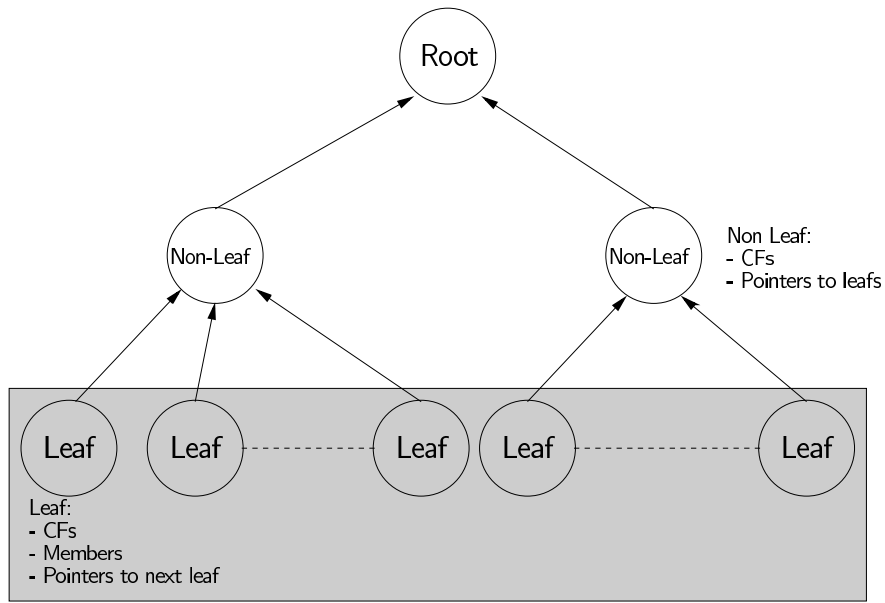 Root
Non-Leaf
Non-Leaf
Non Leaf:
- CFs
- Pointers to leafs
Leaf
Leaf
Leaf
Leaf
Leaf
Leaf:
- CFs
- Members
- Pointers to next leaf